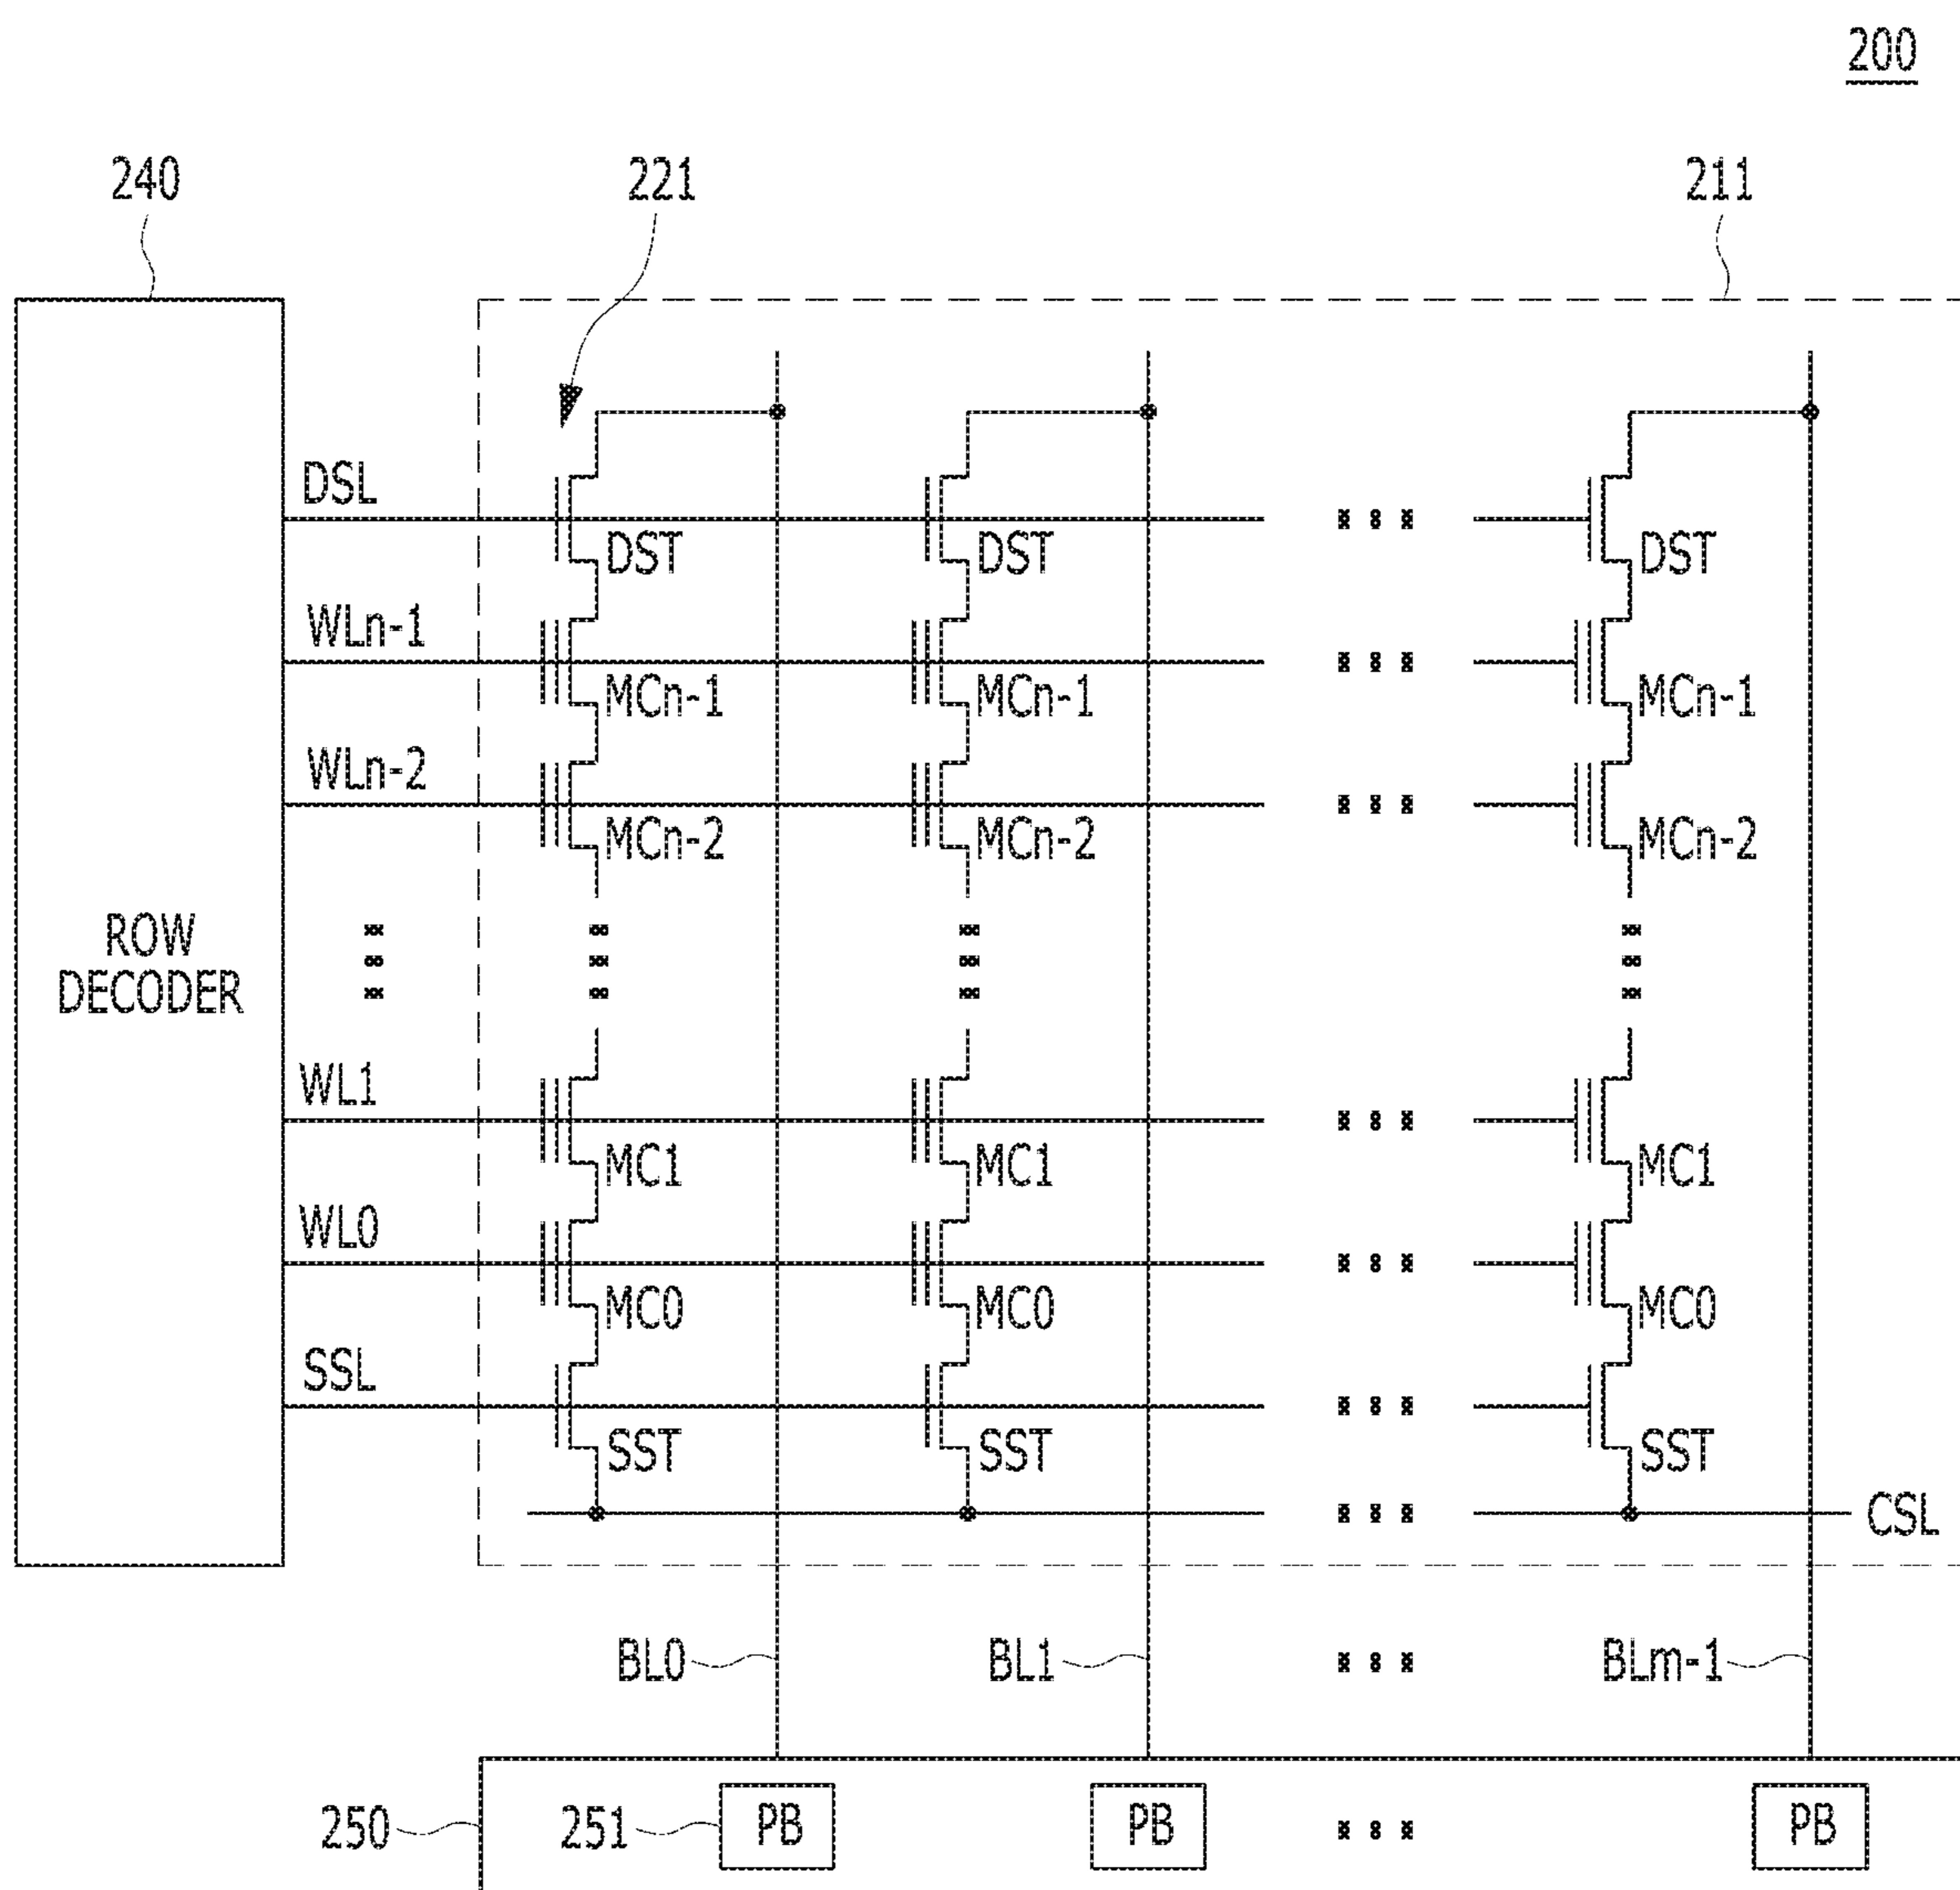 200
240 221 211
DSL
DST DST DST
WLn-1
MCn-1 MCn-1 MCn-1
WLn-2
MCn-2 MCn-2 MCn-2
ROW
DECODER
WL1
MC1 MC1 MC1
WL0
MC0 MC0 MC0
SSL
SST SST SST
CSL
BL0 BL1 BLm-1
250 251 PB PB PB